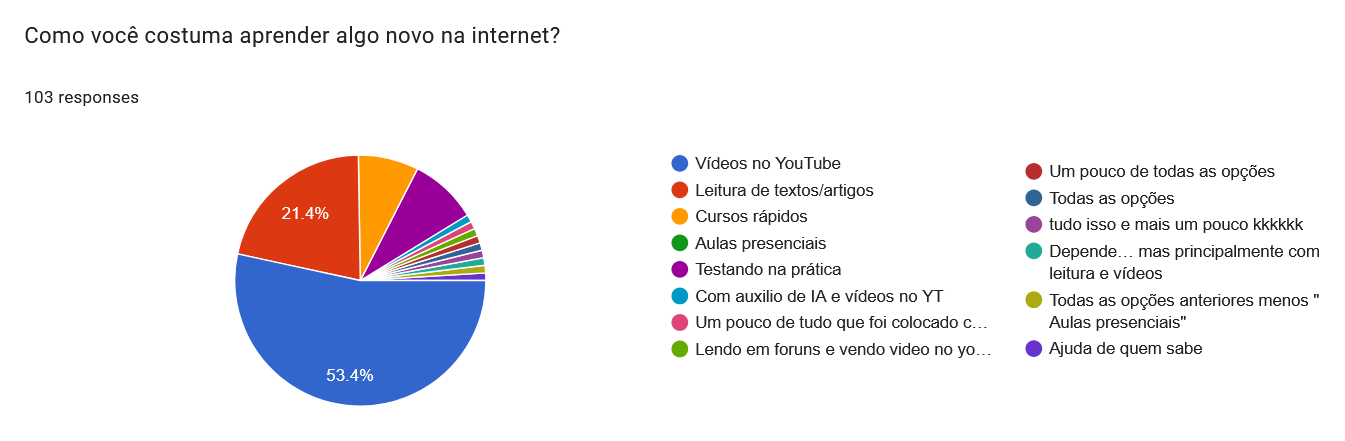 Como você costuma aprender algo novo na internet?
103 responses
21.4%
53.4%
Vídeos no YouTube
Leitura de textos/artigos
Cursos rápidos
Aulas presenciais
Testando na prática
Com auxilio de IA e vídeos no YT
Um pouco de tudo que foi colocado c…
Lendo em foruns e vendo video no yo…
Um pouco de todas as opções
Todas as opções
tudo isso e mais um pouco kkkkkk
Depende… mas principalmente com
leitura e vídeos
Todas as opções anteriores menos "
Aulas presenciais"
Ajuda de quem sabe